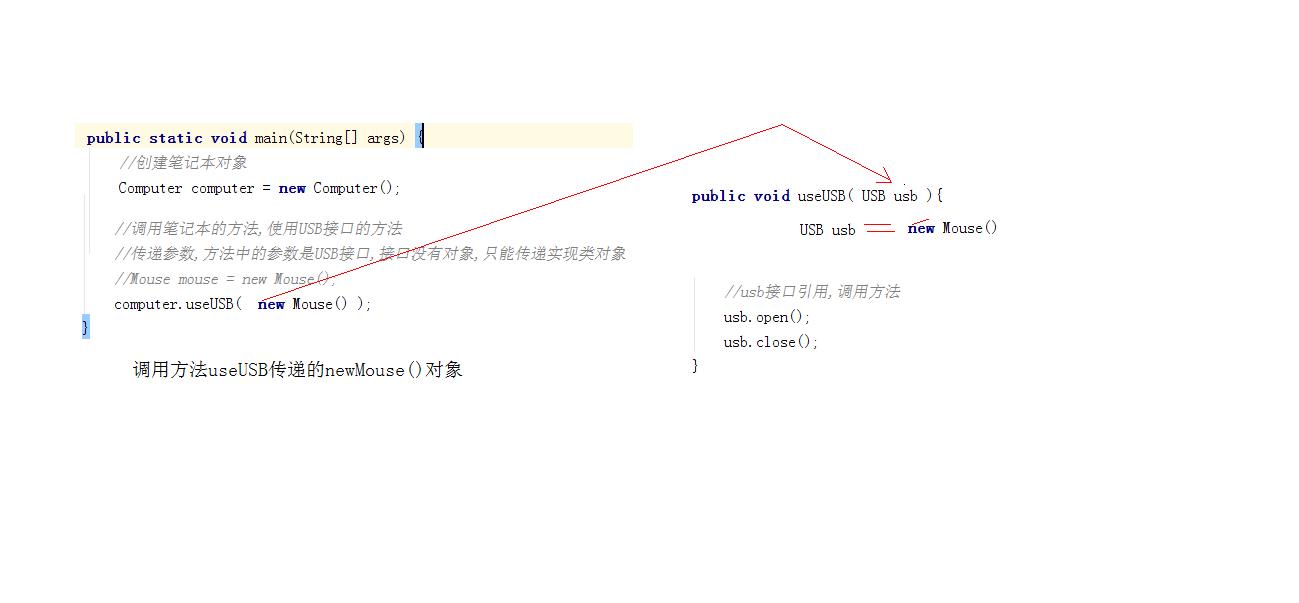 public static void main(String[] args) {
//创建笔记本对象
Computer computer = new Computer();
//调用笔记本的方法,使用USB接口的方法
//传递参数,方法中的参数是USB接口,接口没有对象,只能传递实现类对象
//Mouse mouse = new Mouse();
computer.useUSB( new Mouse() );
}
调用方法useUSB传递的newMouse()对象
public void useUSB( USB usb ){
USB usb = new Mouse()
//usb接口引用,调用方法
usb.open();
usb.close();
}